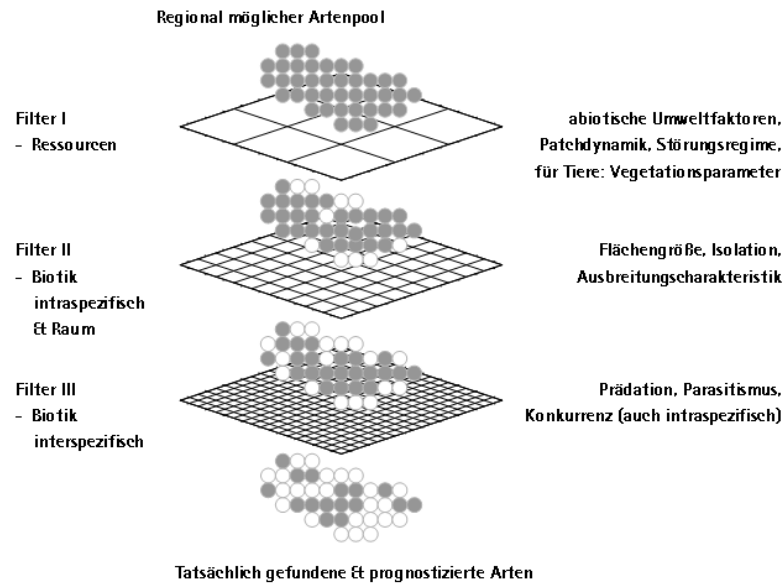 Regional möglicher Artenpool
Filter I
- Ressourcen
abiotische Umweltfaktoren,
Patchdynamik, Störungsregime,
für Tiere: Vegetationsparameter
Filter II
- Biotik
intraspezifisch
& Raum
Flächengröße, Isolation,
Ausbreitungscharakteristik
Filter III
- Biotik
interspezifisch
Prädation, Parasitismus,
Konkurrenz (auch intraspezifisch)
Tatsächlich gefundene & prognostizierte Arten